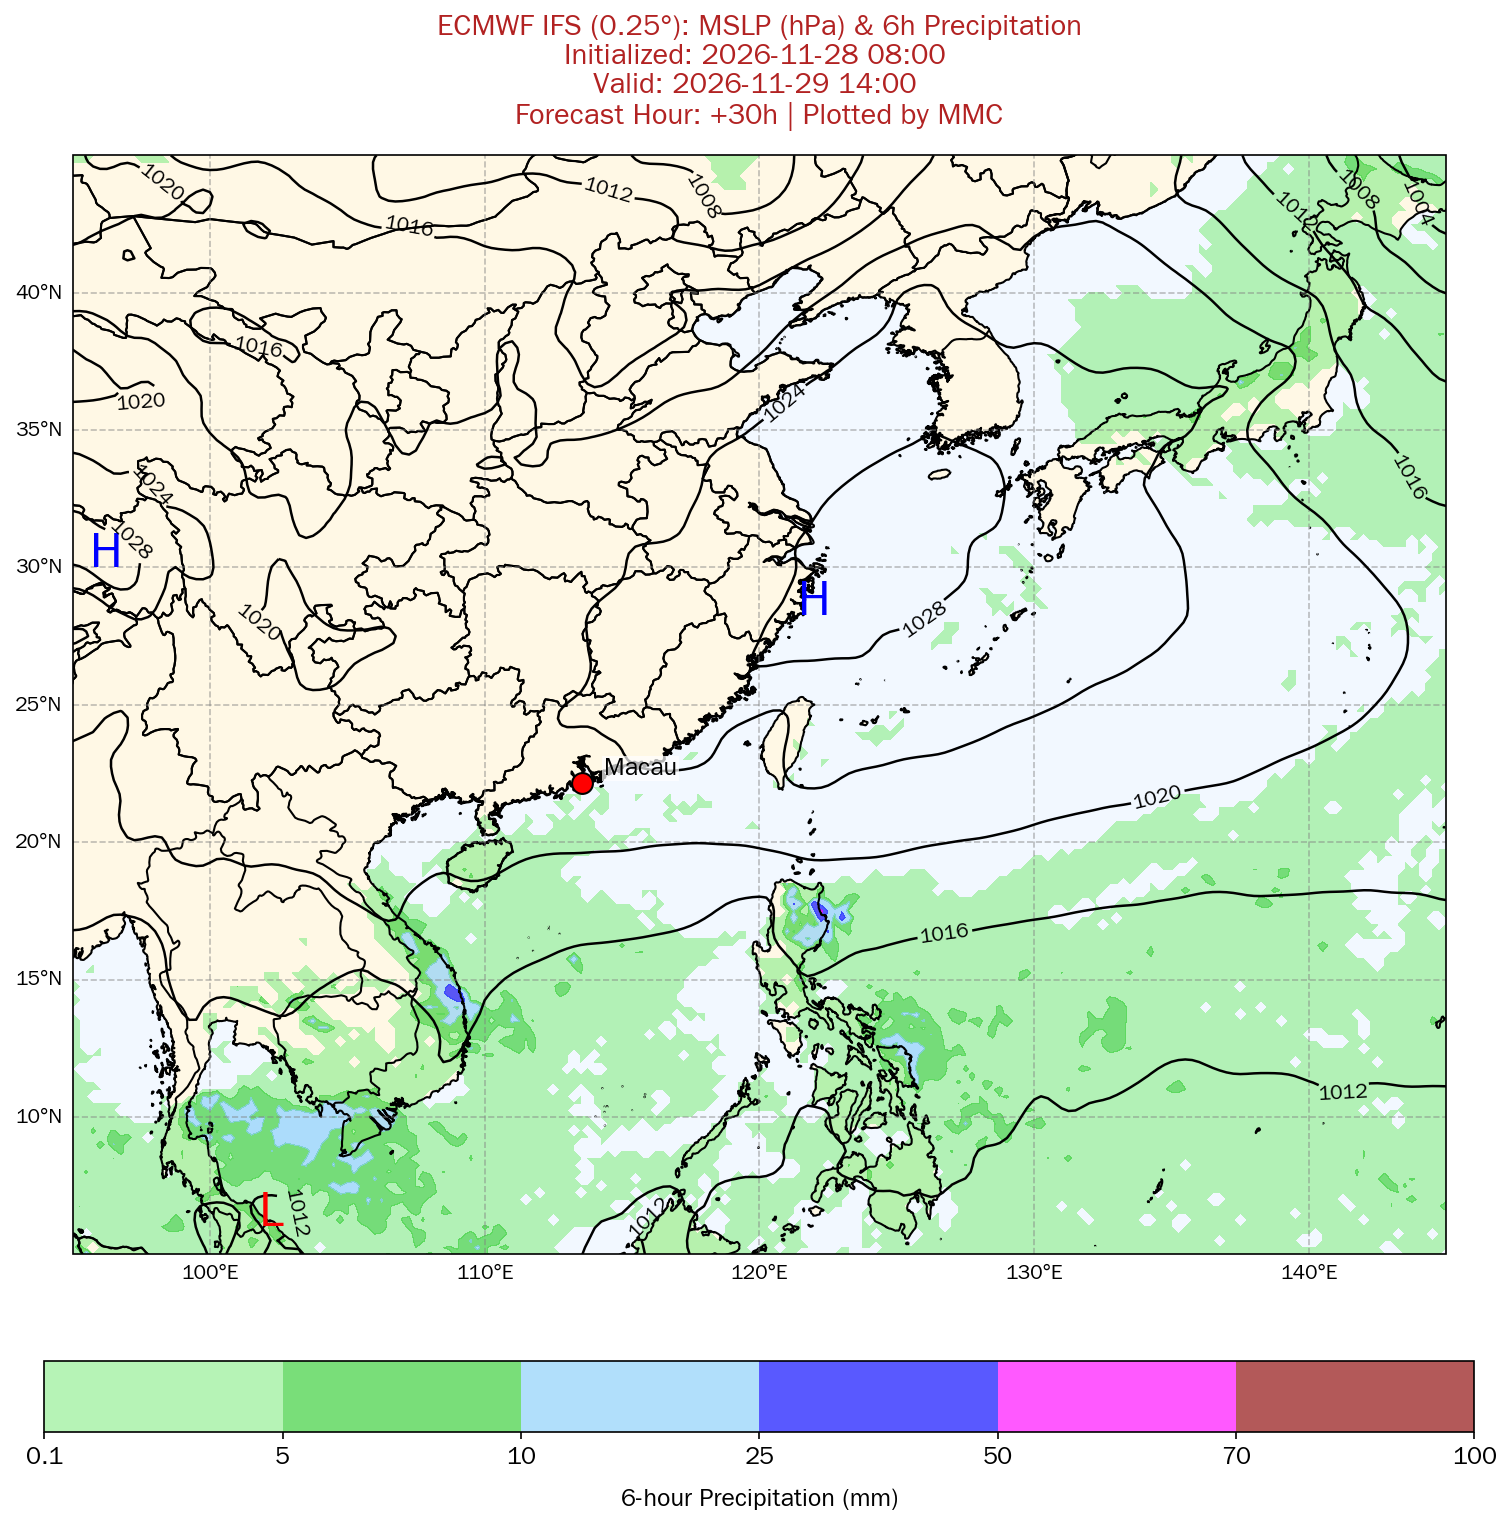 ECMWF IFS (0.25°): MSLP (hPa) & 6h Precipitation
Initialized: 2026-11-28 08:00
Valid: 2026-11-29 14:00
Forecast Hour: +30h | Plotted by MMC
1020
1012
1008
1008
1004
1012
1016
40°N
1016
1020
1024
35°N
1016
1024
1028
H
30°N
H
1028
1020
25°N
Macau
1020
20°N
1016
15°N
1012
10°N
L
1012
1012
100°E
110°E
120°E
130°E
140°E
0.1
5
10
25
50
70
100
6-hour Precipitation (mm)